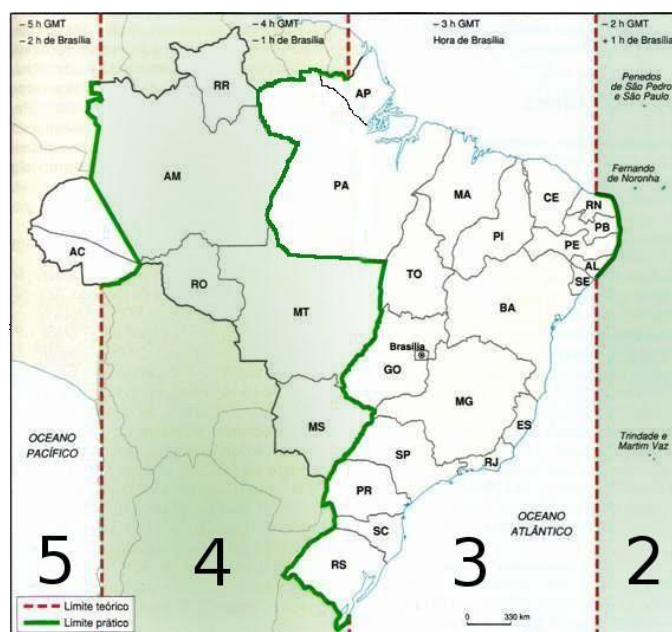 – 5 h GMT
– 2 h de Brasília
– 4 h GMT
– 1 h de Brasília
– 3 h GMT
Hora de Brasília
– 2 h GMT
+ 1 h de Brasília
RR
AP
Penedos
de São Pedro
e São Paulo
AM
PA
MA
CE
RN
Fernando
de Noronha
PB
PI
PE
AC
AL
SE
TO
RO
BA
MT
Brasília
GO
MG
MS
ES
SP
RJ
OCEANO
PACÍFICO
Trindade e
Martim Vaz
PR
SC
OCEANO
ATLÂNTICO
RS
5
4
3
2
Limite teórico
Limite prático
0 330 km